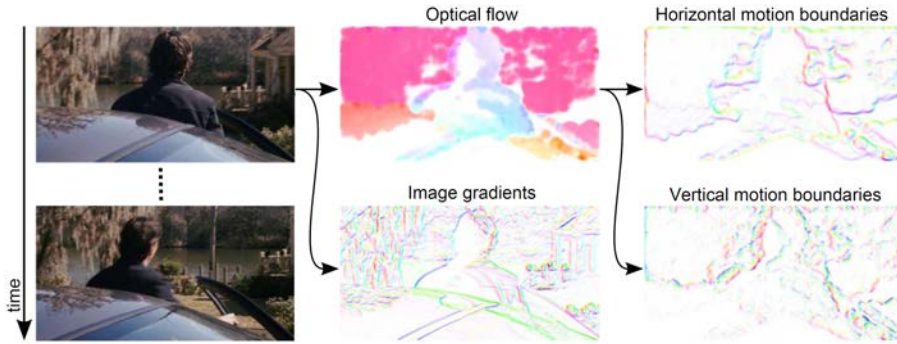 Optical flow
Horizontal motion boundaries
Image gradients
Vertical motion boundaries
time